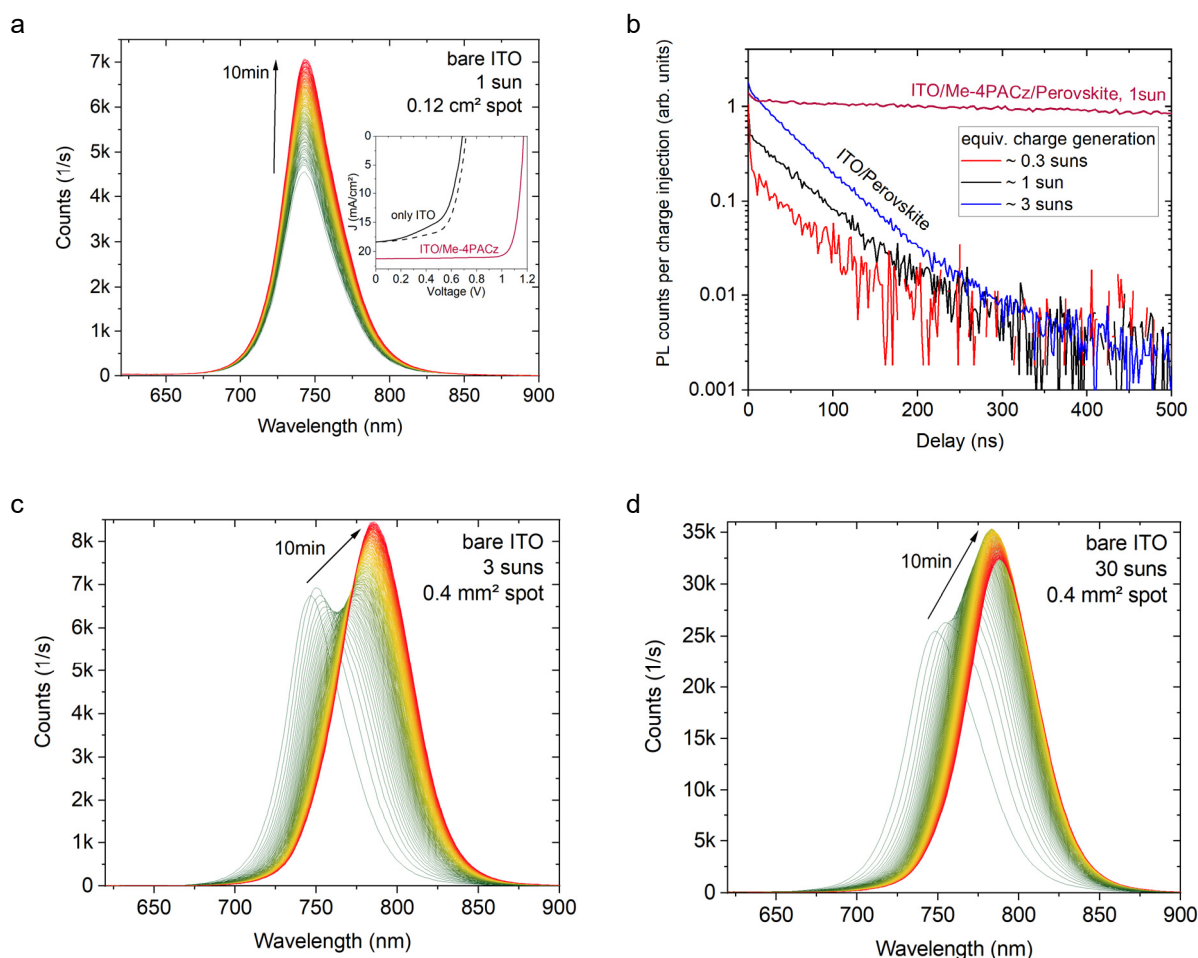 a
Counts (1/s)
7k
6k
5k
4k
3k
2k
1k
0
10min
bare ITO
1 sun
0.12 cm² spot
J (mA/cm²)
0
5
10
15
20
only ITO
ITO/Me-4PACz
0 0.2 0.4 0.6 0.8 1.0 1.2
Voltage (V)
650 700 750 800 850 900
Wavelength (nm)
b
PL counts per charge injection (arb. units)
1
0.1
0.01
0.001
ITO/Me-4PACz/Perovskite, 1sun
equiv. charge generation
~ 0.3 suns
~ 1 sun
~ 3 suns
ITO/Perovskite
0 100 200 300 400 500
Delay (ns)
c
Counts (1/s)
8k
7k
6k
5k
4k
3k
2k
1k
0
10min
bare ITO
3 suns
0.4 mm² spot
650 700 750 800 850 900
Wavelength (nm)
d
Counts (1/s)
35k
30k
25k
20k
15k
10k
5k
0
10min
bare ITO
30 suns
0.4 mm² spot
650 700 750 800 850 900
Wavelength (nm)